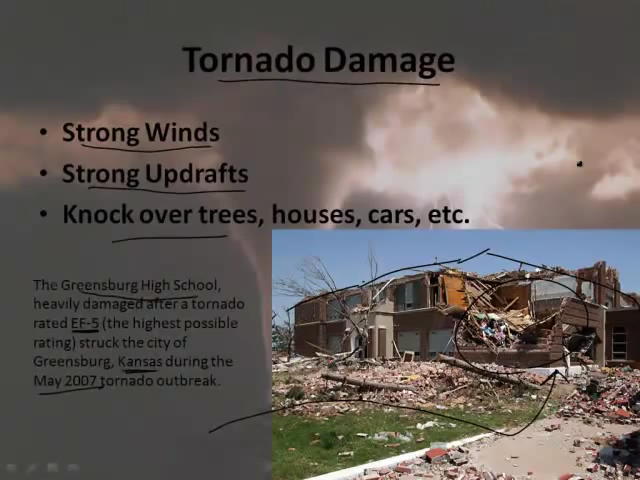 Tornado Damage
• Strong Winds
• Strong Updrafts
• Knock over trees, houses, cars, etc.
The Greensburg High School,
heavily damaged after a tornado
rated EF-5 (the highest possible
rating) struck the city of
Greensburg, Kansas during the
May 2007 tornado outbreak.